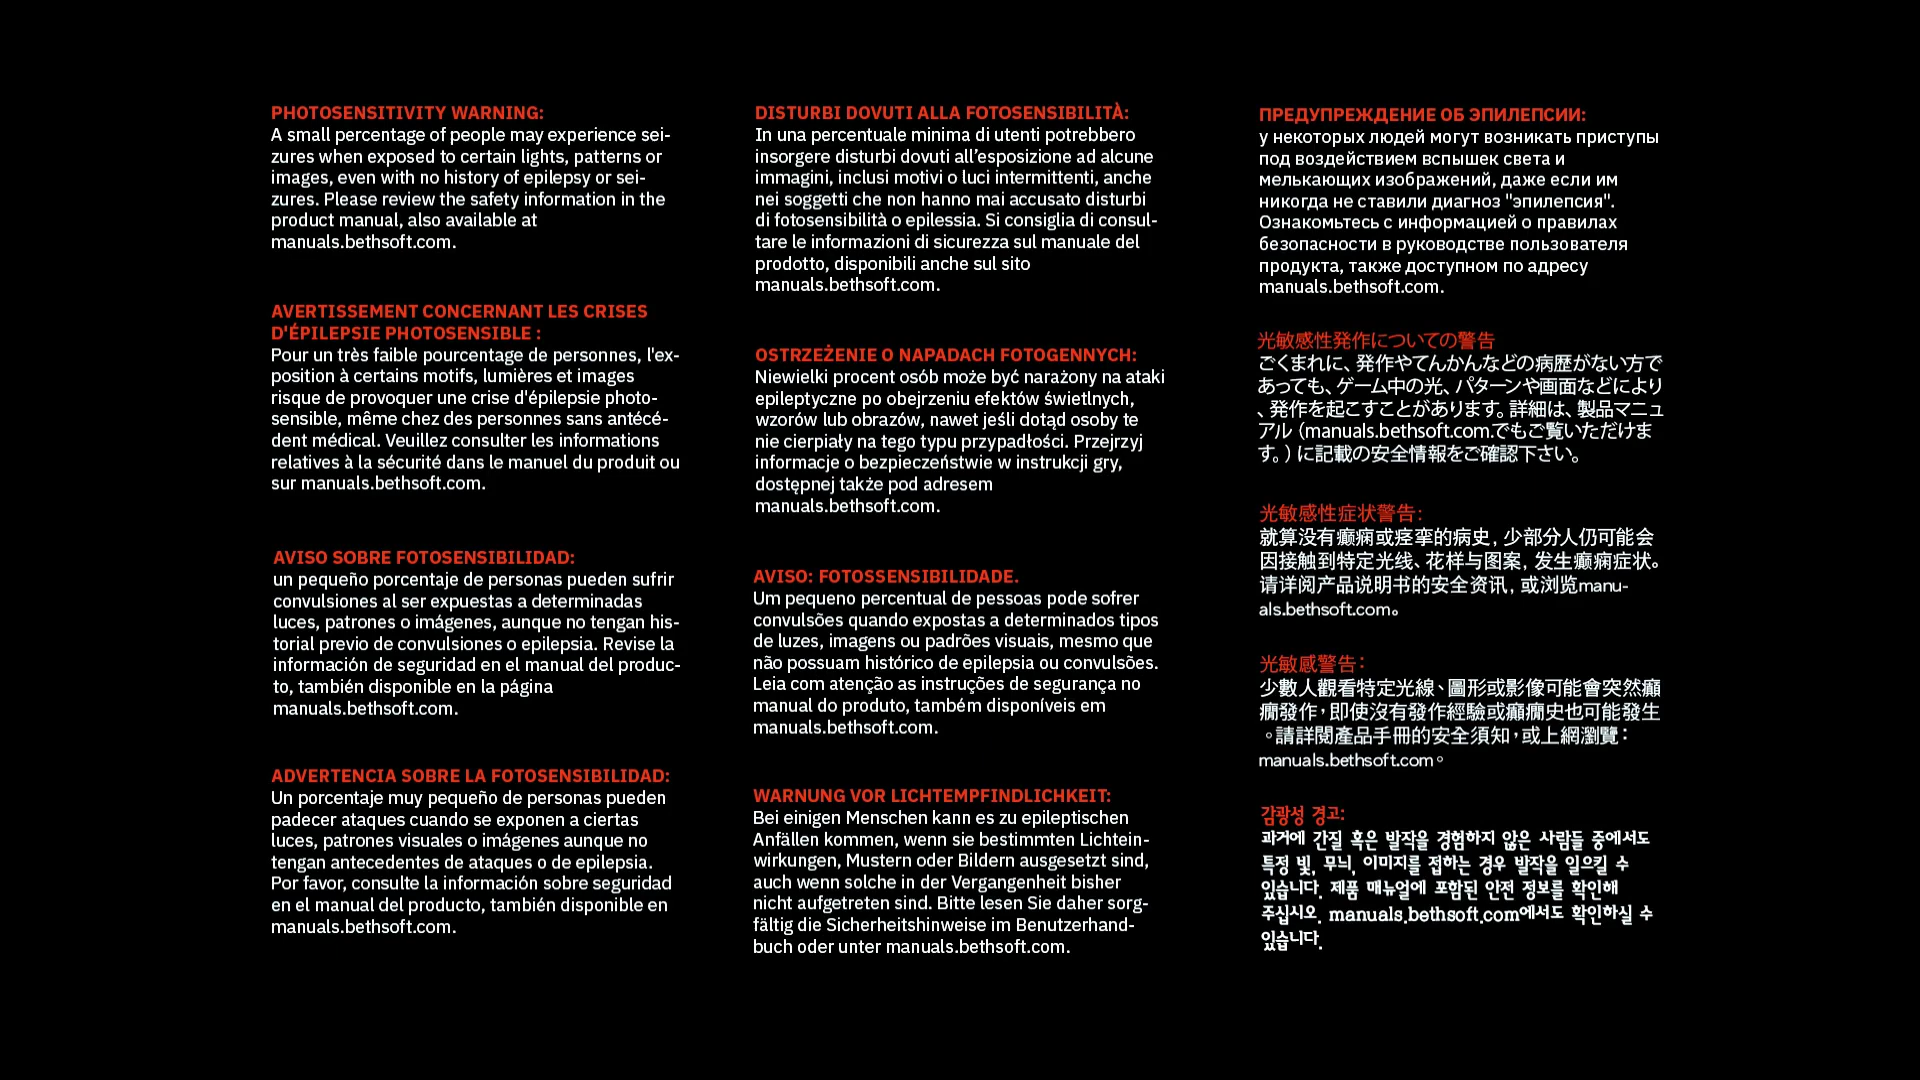 PHOTOSENSITIVITY WARNING:
A small percentage of people may experience sei-
zures when exposed to certain lights, patterns or
images, even with no history of epilepsy or sei-
zures. Please review the safety information in the
product manual, also available at
manuals.bethsoft.com.
AVERTISSEMENT CONCERNANT LES CRISES
D'ÉPILEPSIE PHOTOSENSIBLE :
Pour un très faible pourcentage de personnes, l'ex-
position à certains motifs, lumières et images
risque de provoquer une crise d'épilepsie photo-
sensible, même chez des personnes sans antécé-
dent médical. Veuillez consulter les informations
relatives à la sécurité dans le manuel du produit ou
sur manuals.bethsoft.com.
AVISO SOBRE FOTOSENSIBILIDAD:
un pequeño porcentaje de personas pueden sufrir
convulsiones al ser expuestas a determinadas
luces, patrones o imágenes, aunque no tengan his-
torial previo de convulsiones o epilepsia. Revise la
información de seguridad en el manual del produc-
to, también disponible en la página
manuals.bethsoft.com.
ADVERTENCIA SOBRE LA FOTOSENSIBILIDAD:
Un porcentaje muy pequeño de personas pueden
padecer ataques cuando se exponen a ciertas
luces, patrones visuales o imágenes aunque no
tengan antecedentes de ataques o de epilepsia.
Por favor, consulte la información sobre seguridad
en el manual del producto, también disponible en
manuals.bethsoft.com.
DISTURBI DOVUTI ALLA FOTOSENSIBILITÀ:
In una percentuale minima di utenti potrebbero
insorgere disturbi dovuti all’esposizione ad alcune
immagini, inclusi motivi o luci intermittenti, anche
nei soggetti che non hanno mai accusato disturbi
di fotosensibilità o epilessia. Si consiglia di consul-
tare le informazioni di sicurezza sul manuale del
prodotto, disponibili anche sul sito
manuals.bethsoft.com.
OSTRZEŻENIE O NAPADACH FOTOGENNYCH:
Niewielki procent osób może być narażony na ataki
epileptyczne po obejrzeniu efektów świetlnych,
wzorów lub obrazów, nawet jeśli dotąd osoby te
nie cierpiały na tego typu przypadłości. Przejrzyj
informacje o bezpieczeństwie w instrukcji gry,
dostępnej także pod adresem
manuals.bethsoft.com.
AVISO: FOTOSSENSIBILIDADE.
Um pequeno percentual de pessoas pode sofrer
convulsões quando expostas a determinados tipos
de luzes, imagens ou padrões visuais, mesmo que
não possuam histórico de epilepsia ou convulsões.
Leia com atenção as instruções de segurança no
manual do produto, também disponíveis em
manuals.bethsoft.com.
WARNUNG VOR LICHTEMPFINDLICHKEIT:
Bei einigen Menschen kann es zu epileptischen
Anfällen kommen, wenn sie bestimmten Lichtein-
wirkungen, Mustern oder Bildern ausgesetzt sind,
auch wenn solche in der Vergangenheit bisher
nicht aufgetreten sind. Bitte lesen Sie daher sorg-
fältig die Sicherheitshinweise im Benutzerhand-
buch oder unter manuals.bethsoft.com.
ПРЕДУПРЕЖДЕНИЕ ОБ ЭПИЛЕПСИИ:
у некоторых людей могут возникать приступы
под воздействием вспышек света и
мелькающих изображений, даже если им
никогда не ставили диагноз "эпилепсия".
Ознакомьтесь с информацией о правилах
безопасности в руководстве пользователя
продукта, также доступном по адресу
manuals.bethsoft.com.
光敏感性発作についての警告
ごくまれに、発作やてんかんなどの病歴がない方で
あっても、ゲーム中の光、パターンや画面などにより
、発作を起こすことがあります。詳細は、製品マニュ
アル（manuals.bethsoft.com.でもご覧いただけま
す。）に記載の安全情報をご確認下さい。
光敏感性症状警告：
就算没有癫痫或痉挛的病史，少部分人仍可能会
因接触到特定光线、花样与图案，发生癫痫症状。
请详阅产品说明书的安全资讯，或浏览manu-
als.bethsoft.com。
光敏感警告：
少數人觀看特定光線、圖形或影像可能會突然癲
癇發作，即使沒有發作經驗或癲癇史也可能發生
。請詳閱產品手冊的安全須知，或上網瀏覽：
manuals.bethsoft.com。
감광성 경고:
과거에 간질 혹은 발작을 경험하지 않은 사람들 중에서도
특정 빛, 무늬, 이미지를 접하는 경우 발작을 일으킬 수
있습니다. 제품 매뉴얼에 포함된 안전 정보를 확인해
주십시오. manuals.bethsoft.com에서도 확인하실 수
있습니다.